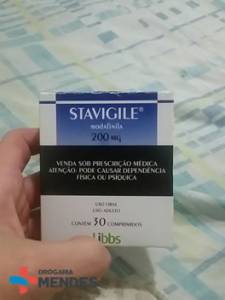 STAVIGILE®
modafinila
200 mg
VENDA SOB PRESCRIÇÃO MÉDICA
ATENÇÃO: PODE CAUSAR DEPENDÊNCIA
FÍSICA OU PSÍQUICA
USO ORAL
USO ADULTO
CONTÉM 30 COMPRIMIDOS
Libbs
DROGARIA
MENDES